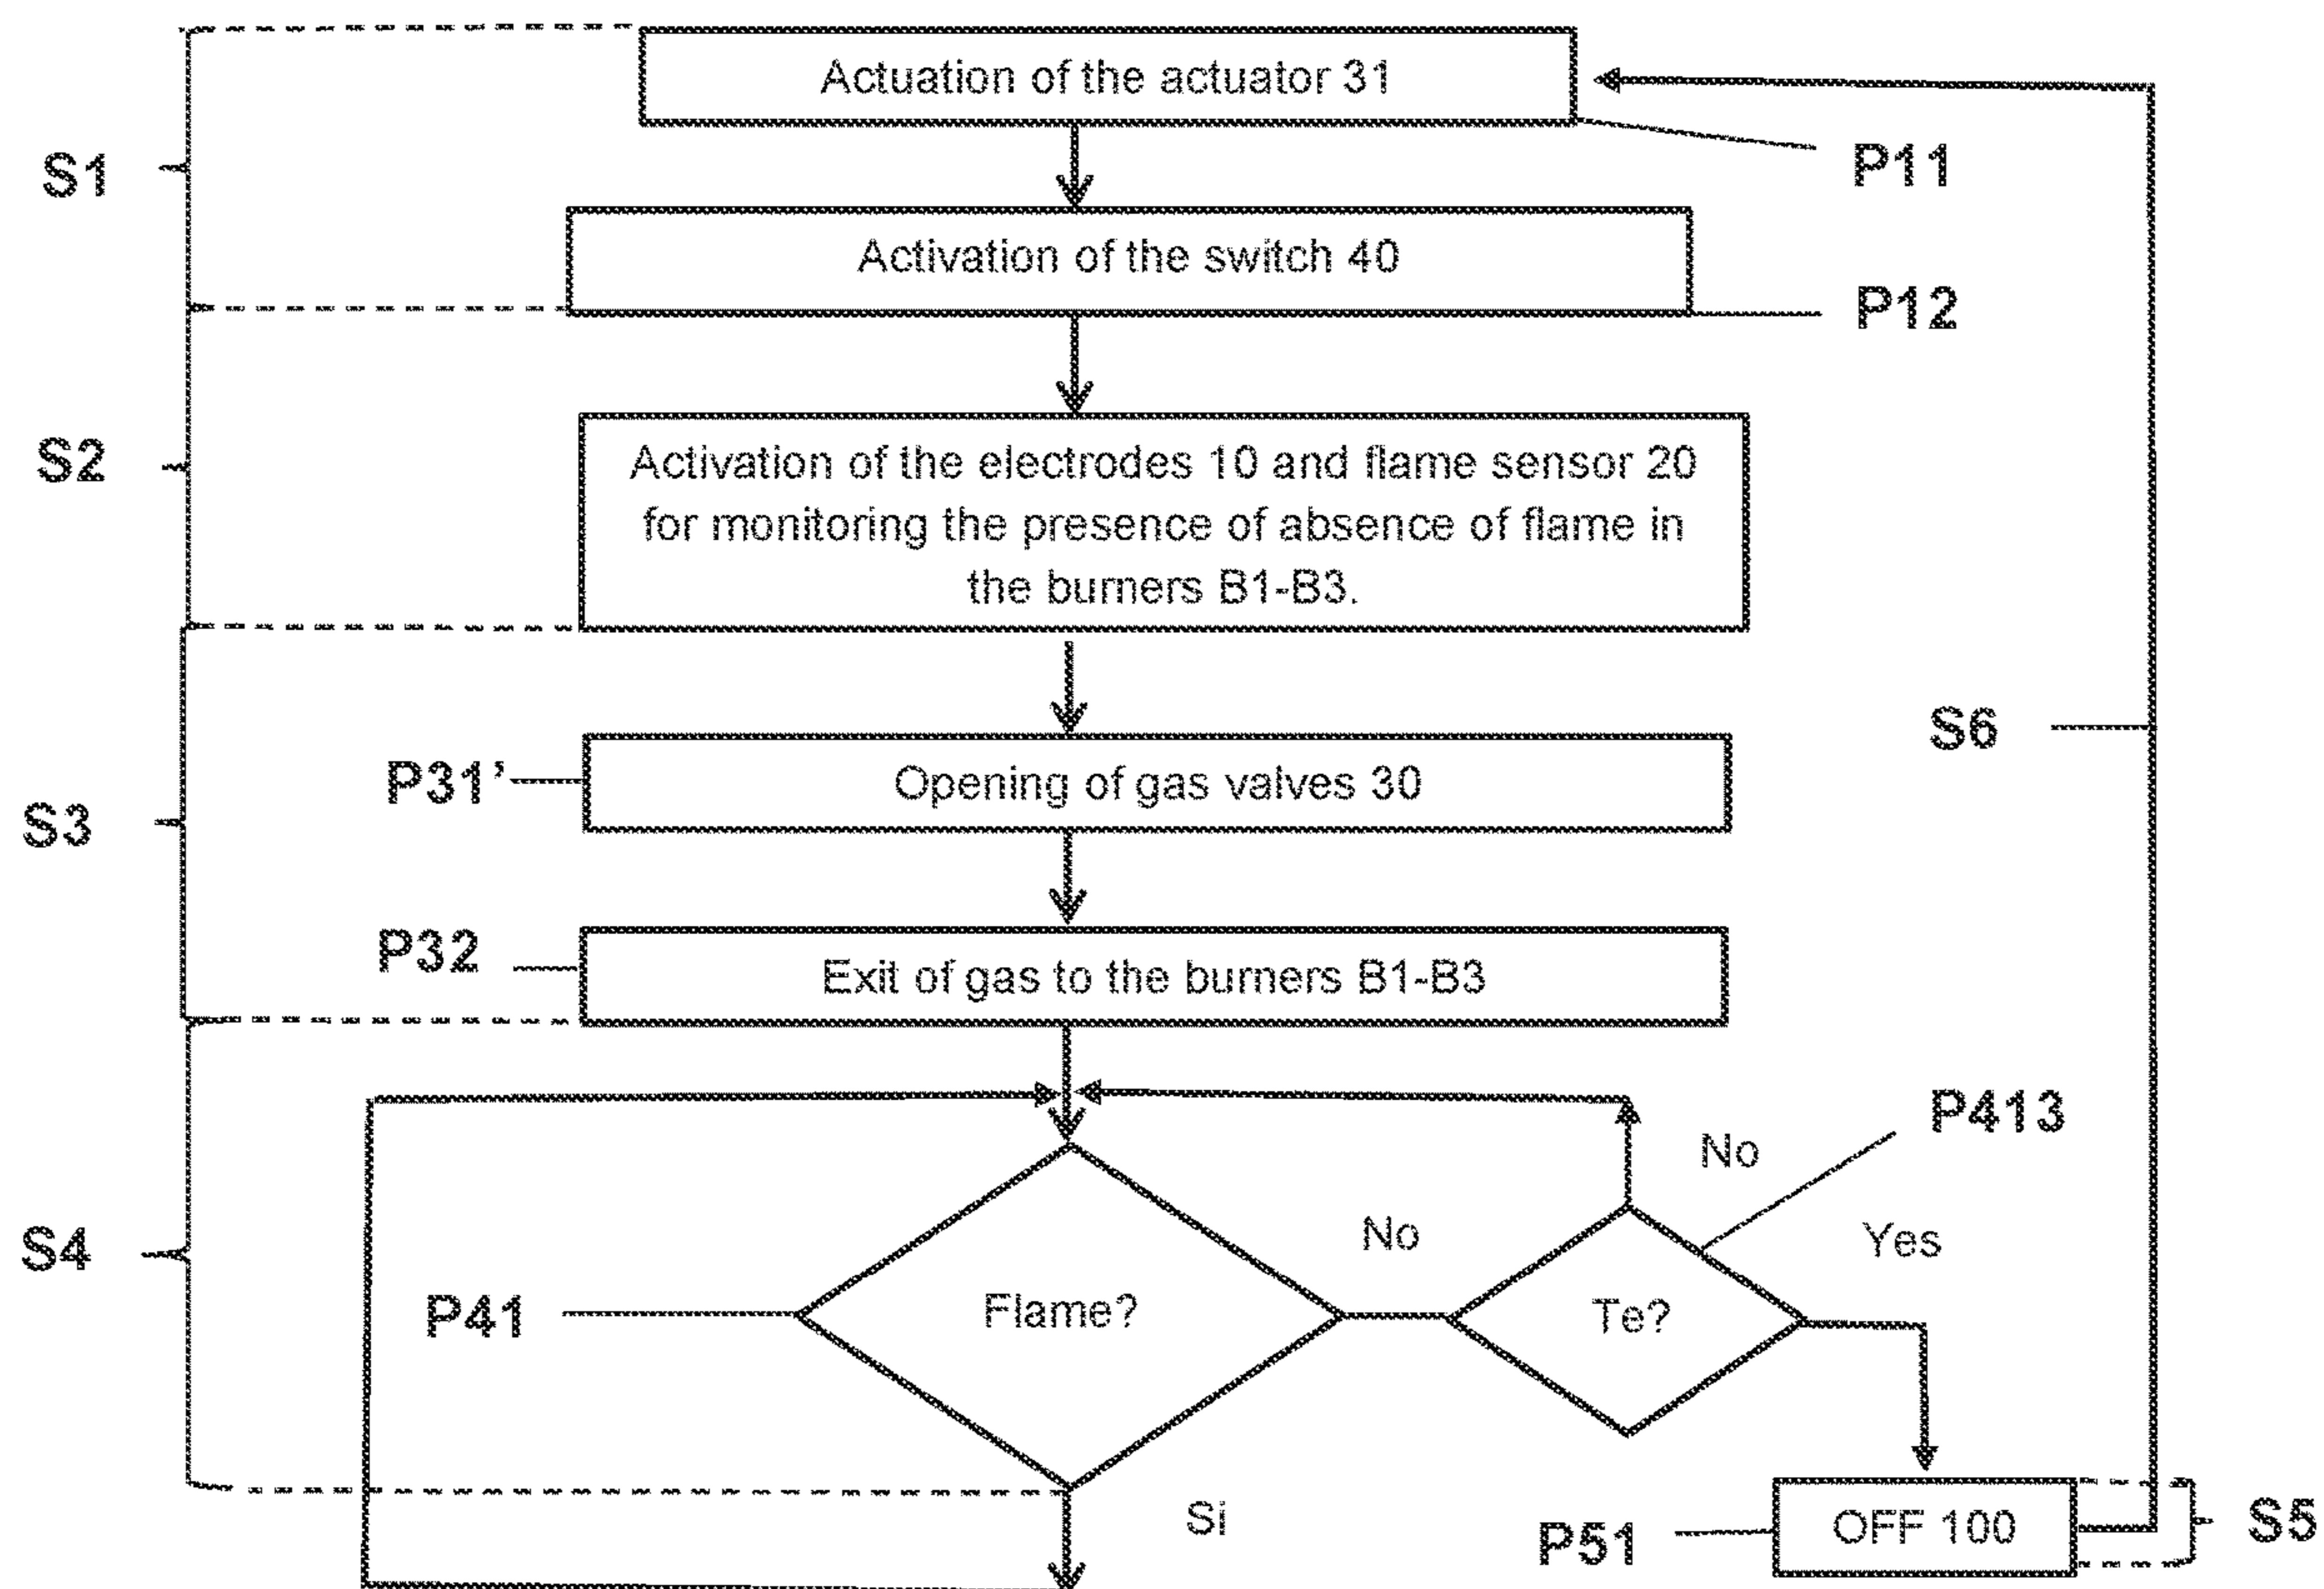 Actuation of the actuator 31
P11
S1
Activation of the switch 40
P12
S2
Activation of the electrodes 10 and flame sensor 20
for monitoring the presence of absence of flame in
the burners B1-B3.
S6
P31’
Opening of gas valves 30
S3
P32
Exit of gas to the burners B1-B3
P413
No
No
Yes
S4
P41
Flame?
Te?
Si
P51
OFF 100
S5